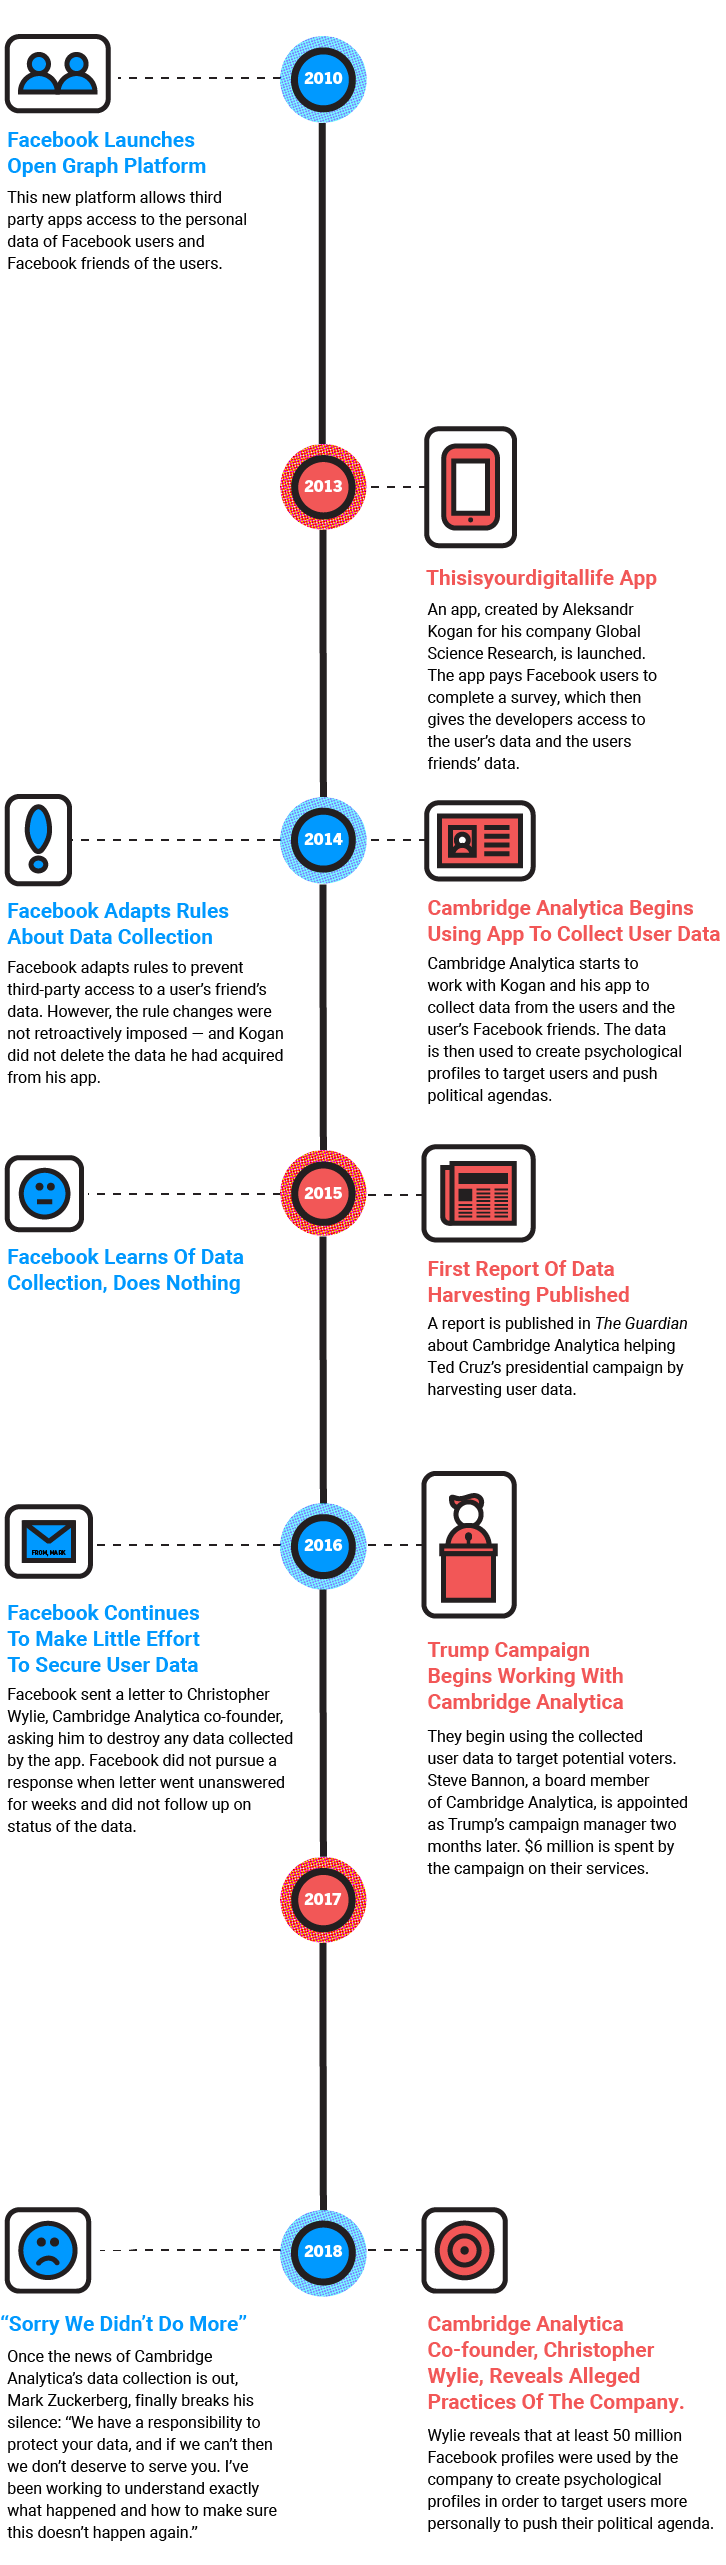 2010
Facebook Launches
Open Graph Platform
This new platform allows third
party apps access to the personal
data of Facebook users and
Facebook friends of the users.
2013
Thisisyourdigitallife App
An app, created by Aleksandr
Kogan for his company Global
Science Research, is launched.
The app pays Facebook users to
complete a survey, which then
gives the developers access to
the user’s data and the users
friends’ data.
2014
Facebook Adapts Rules
About Data Collection
Facebook adapts rules to prevent
third-party access to a user’s friend’s
data. However, the rule changes were
not retroactively imposed — and Kogan
did not delete the data he had acquired
from his app.
Cambridge Analytica Begins
Using App To Collect User Data
Cambridge Analytica starts to
work with Kogan and his app to
collect data from the users and the
user’s Facebook friends. The data
is then used to create psychological
profiles to target users and push
political agendas.
2015
Facebook Learns Of Data
Collection, Does Nothing
First Report Of Data
Harvesting Published
A report is published in The Guardian
about Cambridge Analytica helping
Ted Cruz’s presidential campaign by
harvesting user data.
2016
FROM, MARK
Facebook Continues
To Make Little Effort
To Secure User Data
Facebook sent a letter to Christopher
Wylie, Cambridge Analytica co-founder,
asking him to destroy any data collected
by the app. Facebook did not pursue a
response when letter went unanswered
for weeks and did not follow up on
status of the data.
Trump Campaign
Begins Working With
Cambridge Analytica
They begin using the collected
user data to target potential voters.
Steve Bannon, a board member
of Cambridge Analytica, is appointed
as Trump’s campaign manager two
months later. $6 million is spent by
the campaign on their services.
2017
2018
“Sorry We Didn’t Do More”
Once the news of Cambridge
Analytica’s data collection is out,
Mark Zuckerberg, finally breaks his
silence: “We have a responsibility to
protect your data, and if we can’t then
we don’t deserve to serve you. I’ve
been working to understand exactly
what happened and how to make sure
this doesn’t happen again.”
Cambridge Analytica
Co-founder, Christopher
Wylie, Reveals Alleged
Practices Of The Company.
Wylie reveals that at least 50 million
Facebook profiles were used by the
company to create psychological
profiles in order to target users more
personally to push their political agenda.